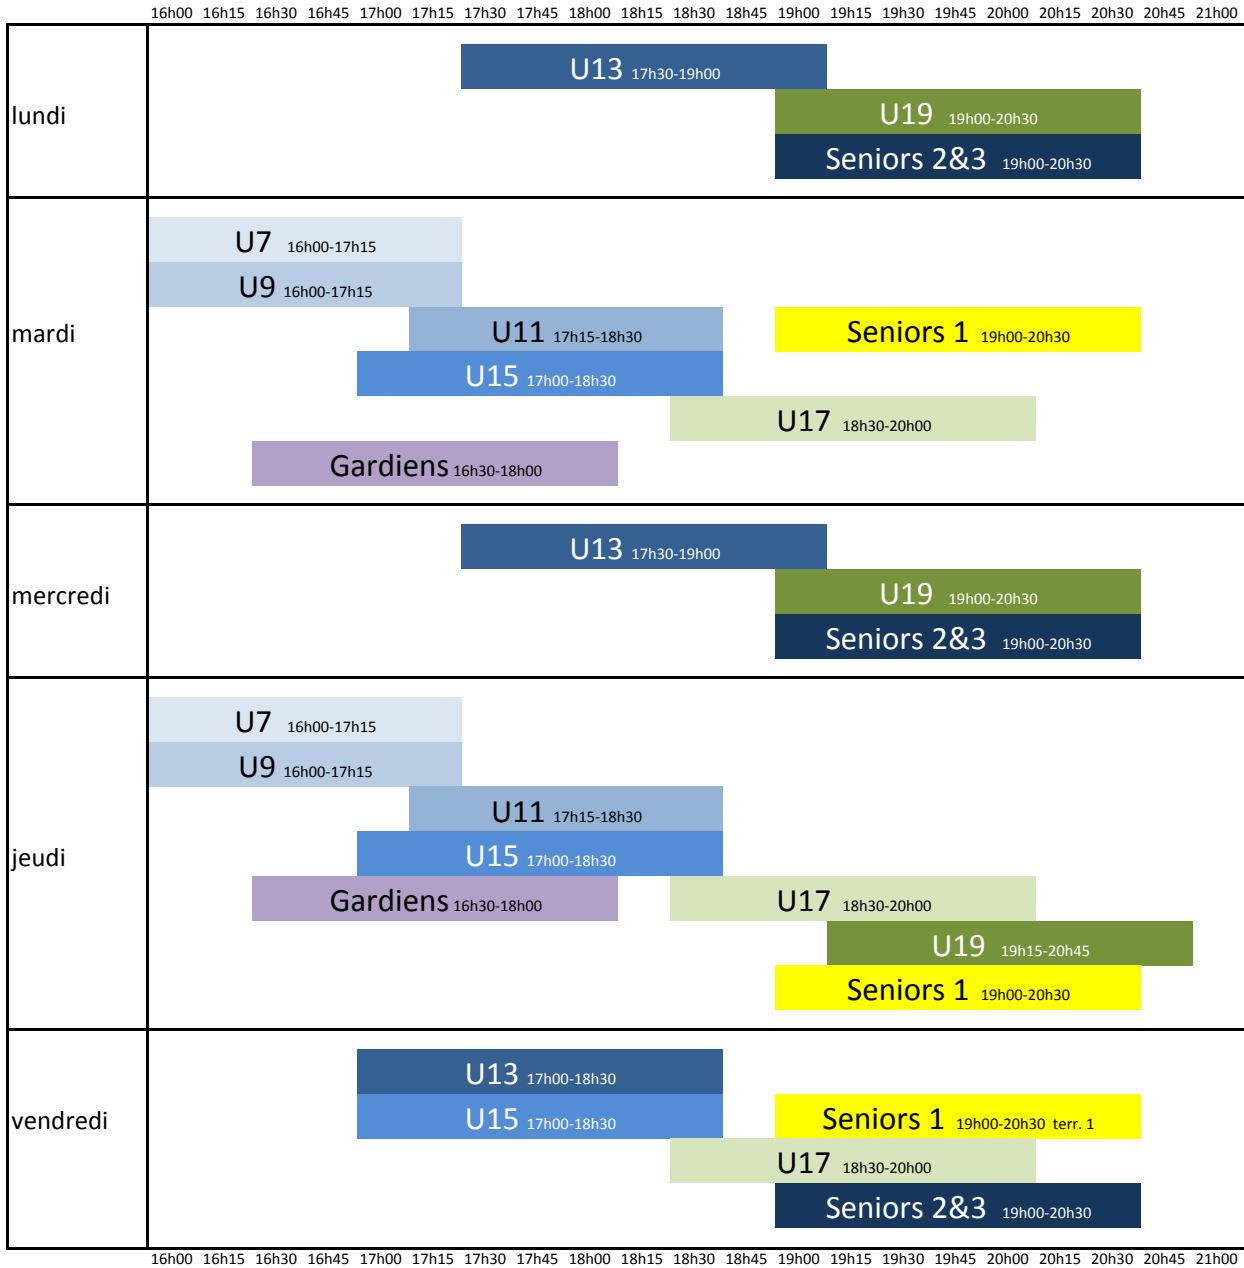 16h00 16h15 16h30 16h45 17h00 17h15 17h30 17h45 18h00 18h15 18h30 18h45 19h00 19h15 19h30 19h45 20h00 20h15 20h30 20h45 21h00
lundi
U13 17h30-19h00
U19 19h00-20h30
Seniors 2&3 19h00-20h30
mardi
U7 16h00-17h15
U9 16h00-17h15
U11 17h15-18h30
Seniors 1 19h00-20h30
U15 17h00-18h30
U17 18h30-20h00
Gardiens 16h30-18h00
mercredi
U13 17h30-19h00
U19 19h00-20h30
Seniors 2&3 19h00-20h30
jeudi
U7 16h00-17h15
U9 16h00-17h15
U11 17h15-18h30
U15 17h00-18h30
Gardiens 16h30-18h00
U17 18h30-20h00
U19 19h15-20h45
Seniors 1 19h00-20h30
vendredi
U13 17h00-18h30
U15 17h00-18h30
Seniors 1 19h00-20h30 terr. 1
U17 18h30-20h00
Seniors 2&3 19h00-20h30
16h00 16h15 16h30 16h45 17h00 17h15 17h30 17h45 18h00 18h15 18h30 18h45 19h00 19h15 19h30 19h45 20h00 20h15 20h30 20h45 21h00